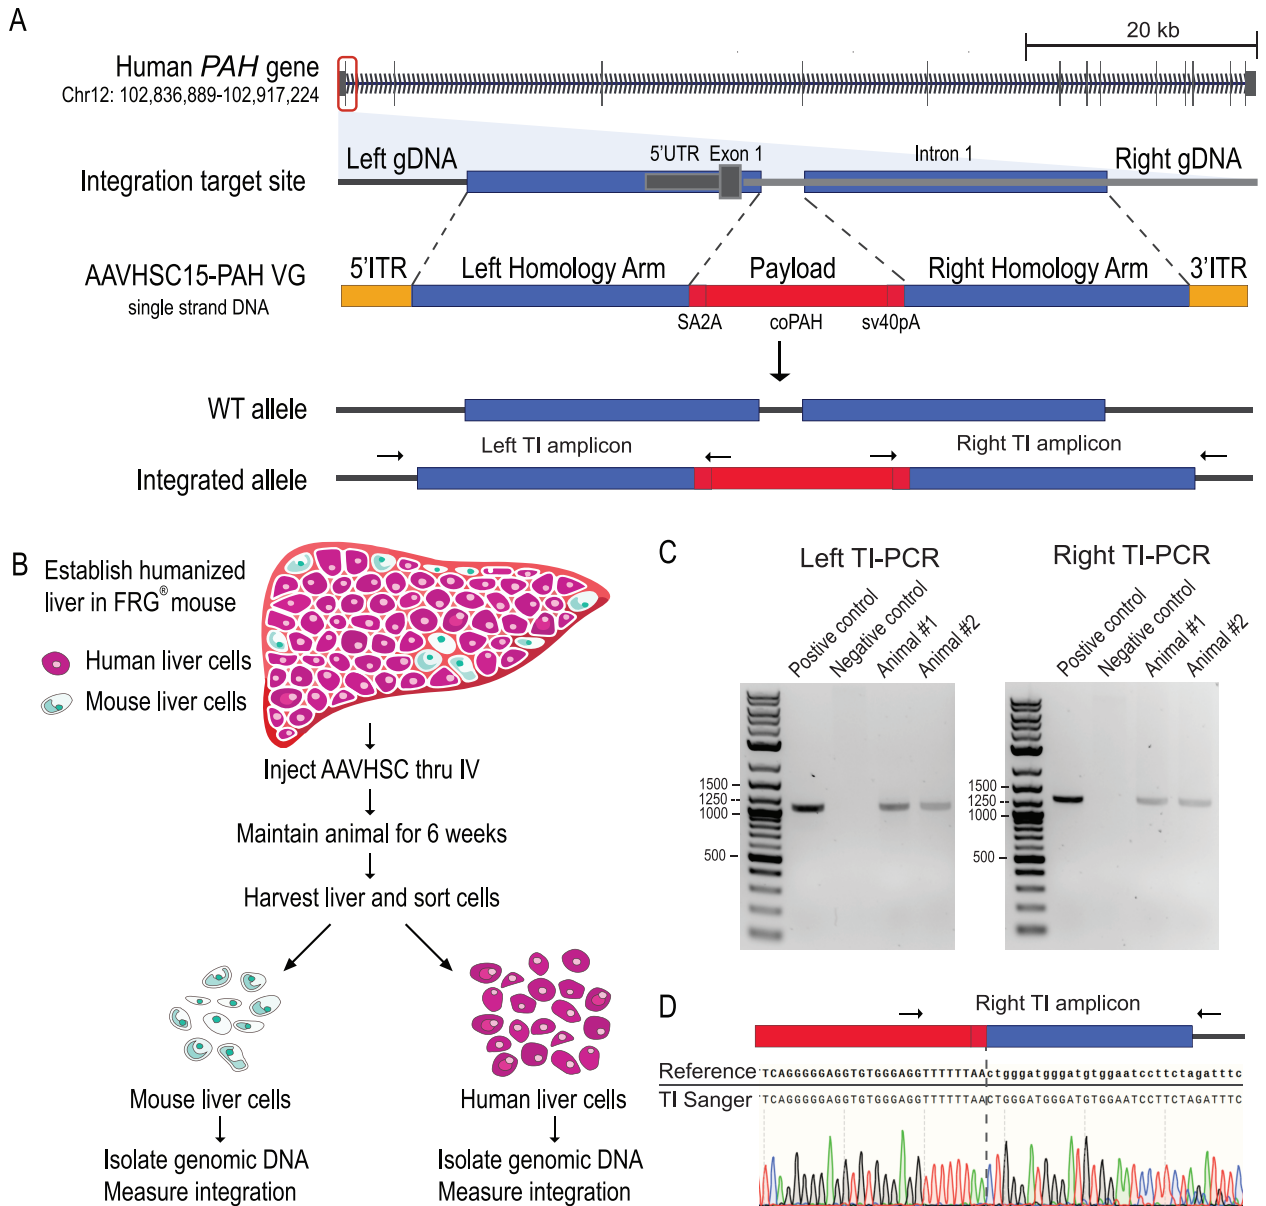 A
20 kb
Human PAH gene
Chr12: 102,836,889-102,917,224
Left gDNA
5'UTR Exon 1
Intron 1
Right gDNA
Integration target site
AAVHSC15-PAH VG
single strand DNA
5'ITR
Left Homology Arm
Payload
Right Homology Arm
3'ITR
SA2A
coPAH
sv40pA
WT allele
Left TI amplicon
Right TI amplicon
Integrated allele
B
Establish humanized
liver in FRG® mouse
Human liver cells
Mouse liver cells
Inject AAVHSC thru IV
Maintain animal for 6 weeks
Harvest liver and sort cells
Mouse liver cells
Human liver cells
Isolate genomic DNA
Measure integration
Isolate genomic DNA
Measure integration
C
Left TI-PCR
Right TI-PCR
Postive control
Negative control
Animal #1
Animal #2
Postive control
Negative control
Animal #1
Animal #2
1500
1250
1000
500
1500
1250
1000
500
D
Right TI amplicon
Reference
TCAGGGGGAGGTGTGGGAGGTTTTTTAActgggatgggatgtggaatccttctagatttc
TI Sanger
TCAGGGGGAGGTGTGGGAGGTTTTTTAACTGGGATGGGATGTGGAATCCTTCTAGATTTC